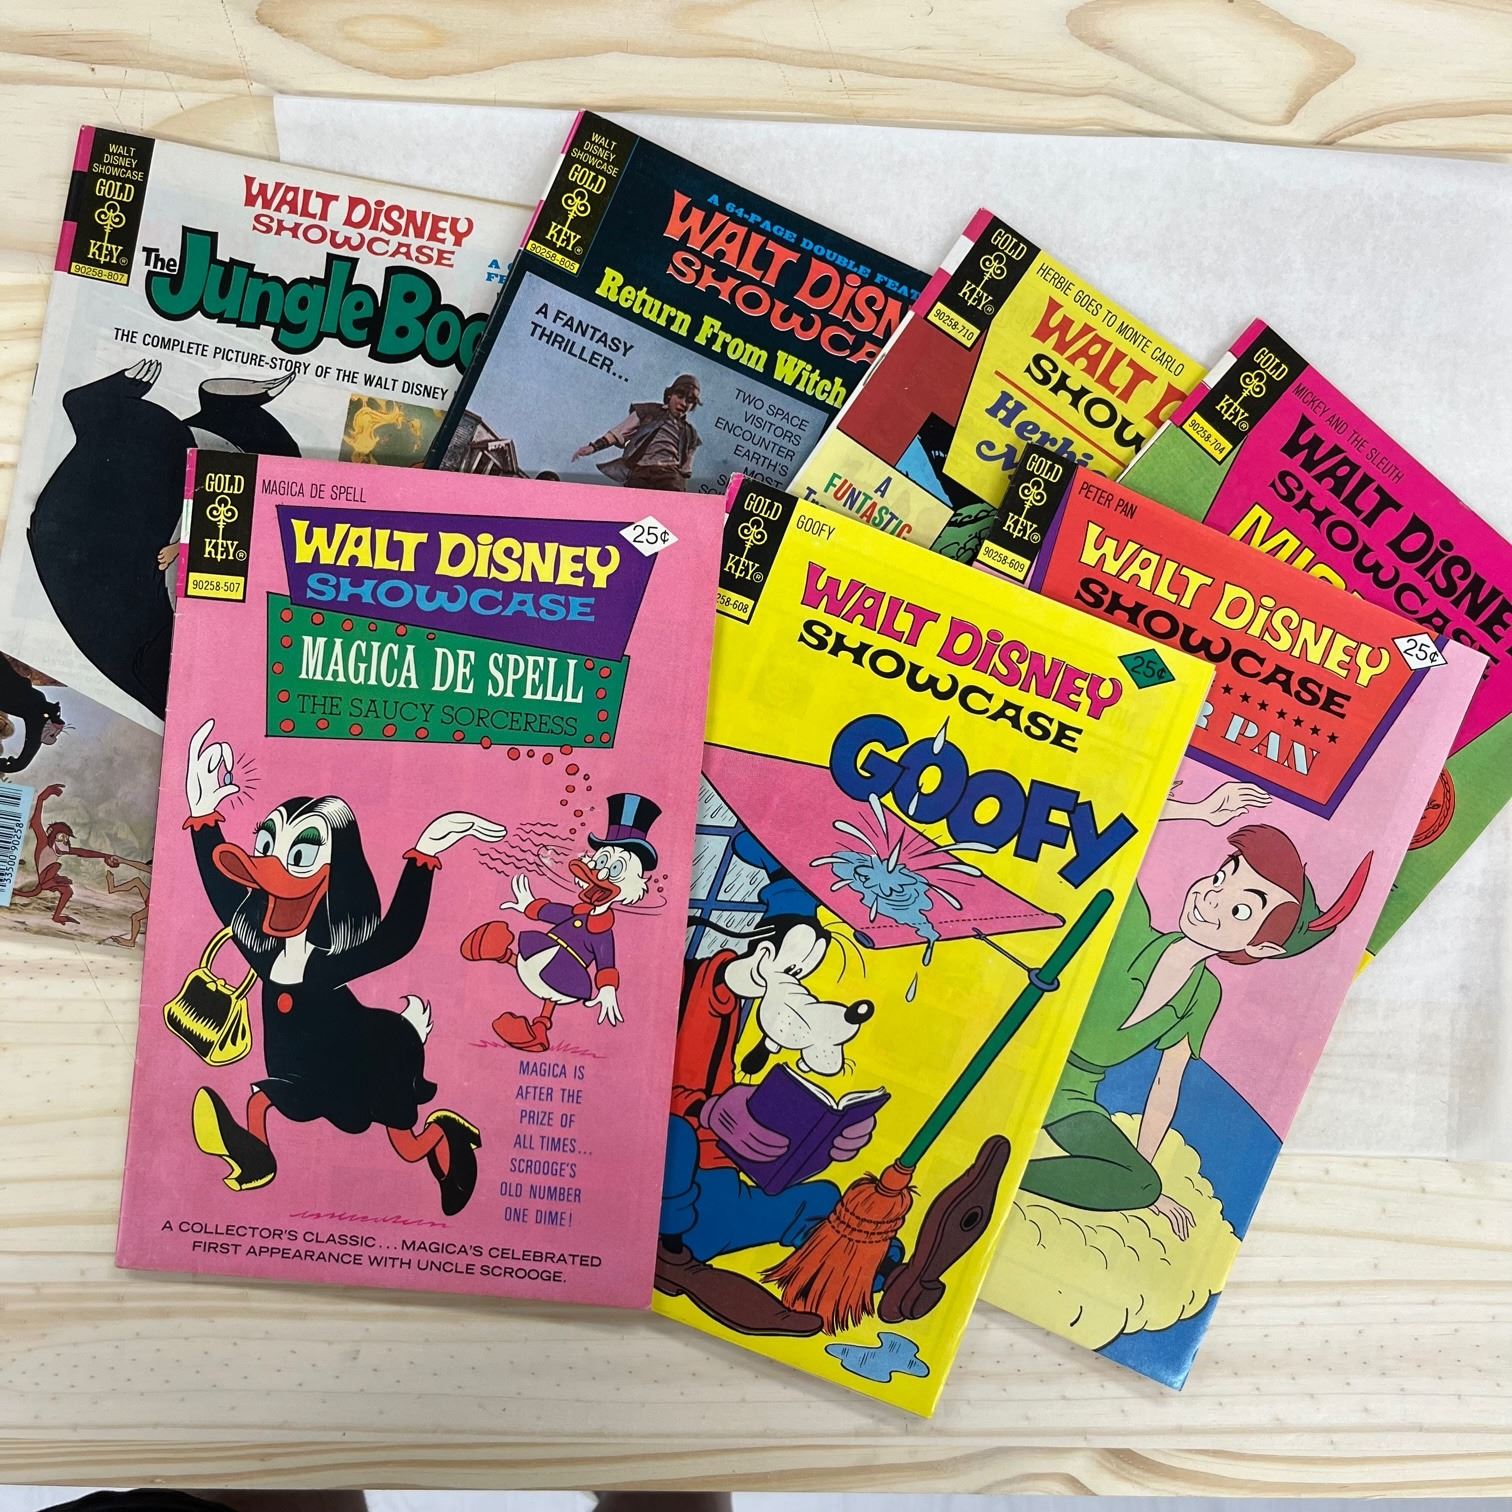 WALT
DISNEY
SHOWCASE
GOLD
KEY®
90258-807
WALT DISNEY
SHOWCASE
The Jungle Boo
THE COMPLETE PICTURE-STORY OF THE WALT DISNEY
33500 90258
WALT
DISNEY
SHOWCASE
GOLD
KEY®
90258-805
A 64-PAGE DOUBLE FEAT
WALT DISN
SHOWCA
Return From Witch
A FANTASY
THRILLER...
TWO SPACE
VISITORS
ENCOUNTER
EARTH'S
MOST
GOLD
KEY®
90258-710
HERBIE GOES TO MONTE CARLO
WALT D
SHOW
Herbie
A
FUNTASTIC
GOLD
KEY®
90258-704
MICKEY AND THE SLEUTH
WALT DISNE
SHOWCASE
MIC
GOLD
KEY®
90258-507
MAGICA DE SPELL
25¢
WALT DISNEY
SHOWCASE
MAGICA DE SPELL
THE SAUCY SORCERESS
MAGICA IS
AFTER THE
PRIZE OF
ALL TIMES...
SCROOGE'S
OLD NUMBER
ONE DIME!
A COLLECTOR'S CLASSIC... MAGICA'S CELEBRATED
FIRST APPEARANCE WITH UNCLE SCROOGE.
GOLD
KEY®
258-608
GOOFY
25¢
WALT DISNEY
SHOWCASE
GOOFY
GOLD
KEY®
90258-609
PETER PAN
25¢
WALT DISNEY
SHOWCASE
R PAN